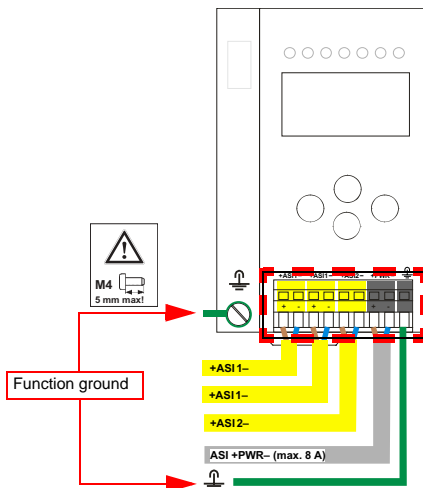 M4
5 mm max!
+ASI1− +ASI1− +ASI2− +PWR−
+ - + - + -
+ASI1–
Function ground
+ASI1–
+ASI2–
ASI +PWR– (max. 8 A)